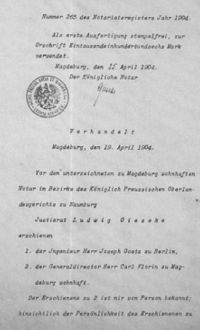 Nummer 265 des Notariatsregisters Jahr 1904.
Als erste Ausfertigung stempelfrei, zur
Urschrift Eintausendeinhundertundsechs Mark
verwendet.
Magdeburg, den 25. April 1904.
Der Königliche Notar
Verhandelt
Magdeburg, den 19. April 1904.
Vor dem unterzeichneten zu Magdeburg wohnhaften
Notar im Bezirke des Königlich Preussischen Oberlan-
desgerichts zu Naumburg
Justizrat Ludwig Gieseke
erschienen
1. der Ingenieur Herr Joseph Goetz zu Berlin,
2. der Generaldirector Herr Carl Florin zu Mag-
deburg wohnhaft.
Der Erschienene zu 2 ist mir von Person bekannt;
hinsichtlich der Persönlichkeit des Erschienenen zu